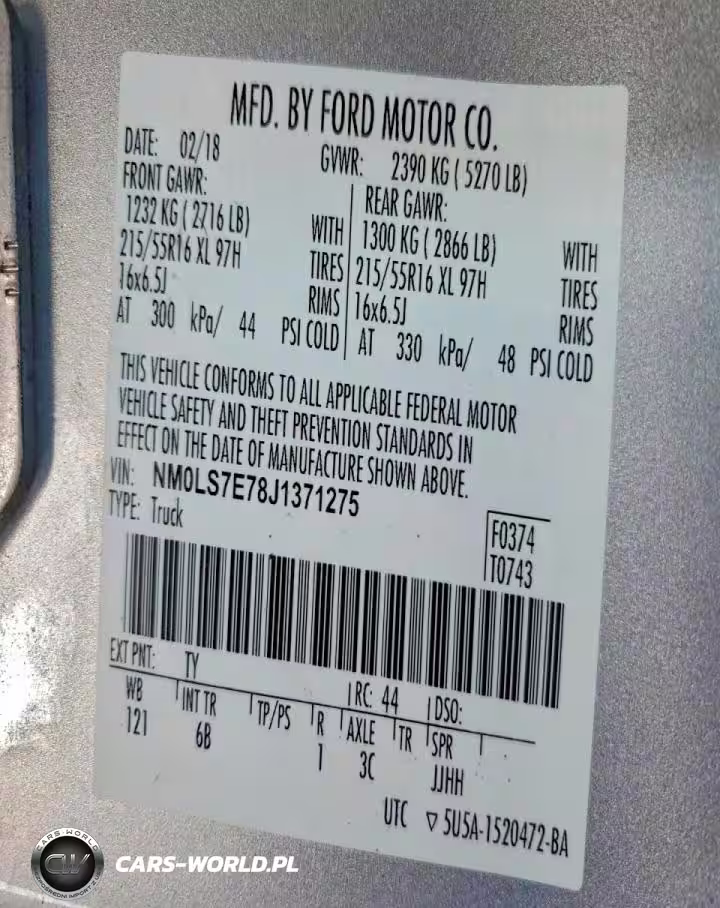 MFD. BY FORD MOTOR CO.
DATE: 02/18 GVWR: 2390 KG ( 5270 LB)
FRONT GAWR: REAR GAWR:
1232 KG ( 2716 LB) WITH 1300 KG ( 2866 LB) WITH
215/55R16 XL 97H TIRES 215/55R16 XL 97H TIRES
16x6.5J RIMS 16x6.5J RIMS
AT 300 kPa/ 44 PSI COLD AT 330 kPa/ 48 PSI COLD
THIS VEHICLE CONFORMS TO ALL APPLICABLE FEDERAL MOTOR
VEHICLE SAFETY AND THEFT PREVENTION STANDARDS IN
EFFECT ON THE DATE OF MANUFACTURE SHOWN ABOVE.
VIN: NM0LS7E78J1371275
TYPE: Truck
F0374
T0743
EXT PNT: TY RC: 44 DSO:
WB INT TR TP/PS R AXLE TR SPR
121 6B 1 3C JJHH
UTC ▽ 5U5A-1520472-BA
CARS-WORLD
CW
CARS-WORLD.PL